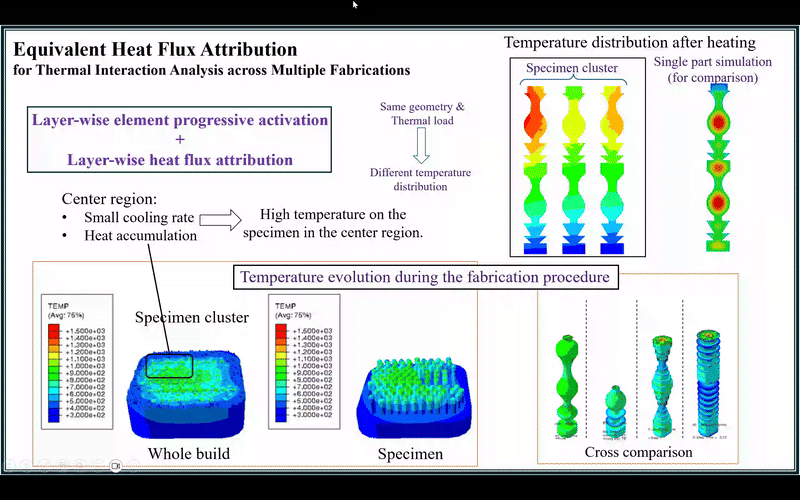 Equivalent Heat Flux Attribution
for Thermal Interaction Analysis across Multiple Fabrications
Layer-wise element progressive activation
+
Layer-wise heat flux attribution
Same geometry &
Thermal load
Different temperature
distribution
Temperature distribution after heating
Specimen cluster
Single part simulation
(for comparison)
Center region:
• Small cooling rate
• Heat accumulation
High temperature on the
specimen in the center region.
Temperature evolution during the fabrication procedure
TEMP
(Avg: 75%)
+1.500e+03
+1.400e+03
+1.300e+03
+1.200e+03
+1.100e+03
+1.000e+03
+9.000e+02
+8.000e+02
+7.000e+02
+6.000e+02
+5.000e+02
+4.000e+02
+3.000e+02
Specimen cluster
Whole build
TEMP
(Avg: 75%)
+1.500e+03
+1.400e+03
+1.300e+03
+1.200e+03
+1.100e+03
+1.000e+03
+9.000e+02
+8.000e+02
+7.000e+02
+6.000e+02
+5.000e+02
+4.000e+02
+3.000e+02
Specimen
Cross comparison